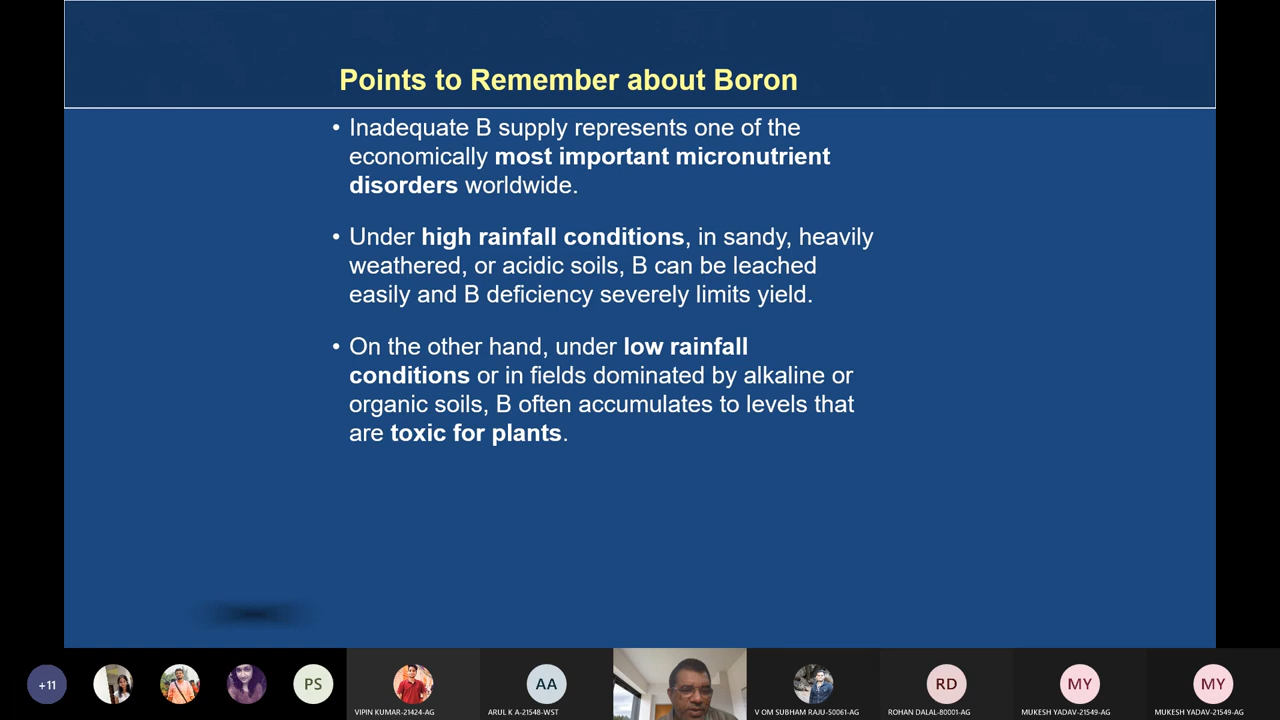 Points to Remember about Boron
• Inadequate B supply represents one of the
economically most important micronutrient
disorders worldwide.
• Under high rainfall conditions, in sandy, heavily
weathered, or acidic soils, B can be leached
easily and B deficiency severely limits yield.
• On the other hand, under low rainfall
conditions or in fields dominated by alkaline or
organic soils, B often accumulates to levels that
are toxic for plants.
+11
PS
VIPIN KUMAR-21424-AG
AA
ARUL K A-21548-WST
V OM SUBHAM RAJU-50061-AG
RD
ROHAN DALAL-80001-AG
MY
MUKESH YADAV-21549-AG
MY
MUKESH YADAV-21549-AG